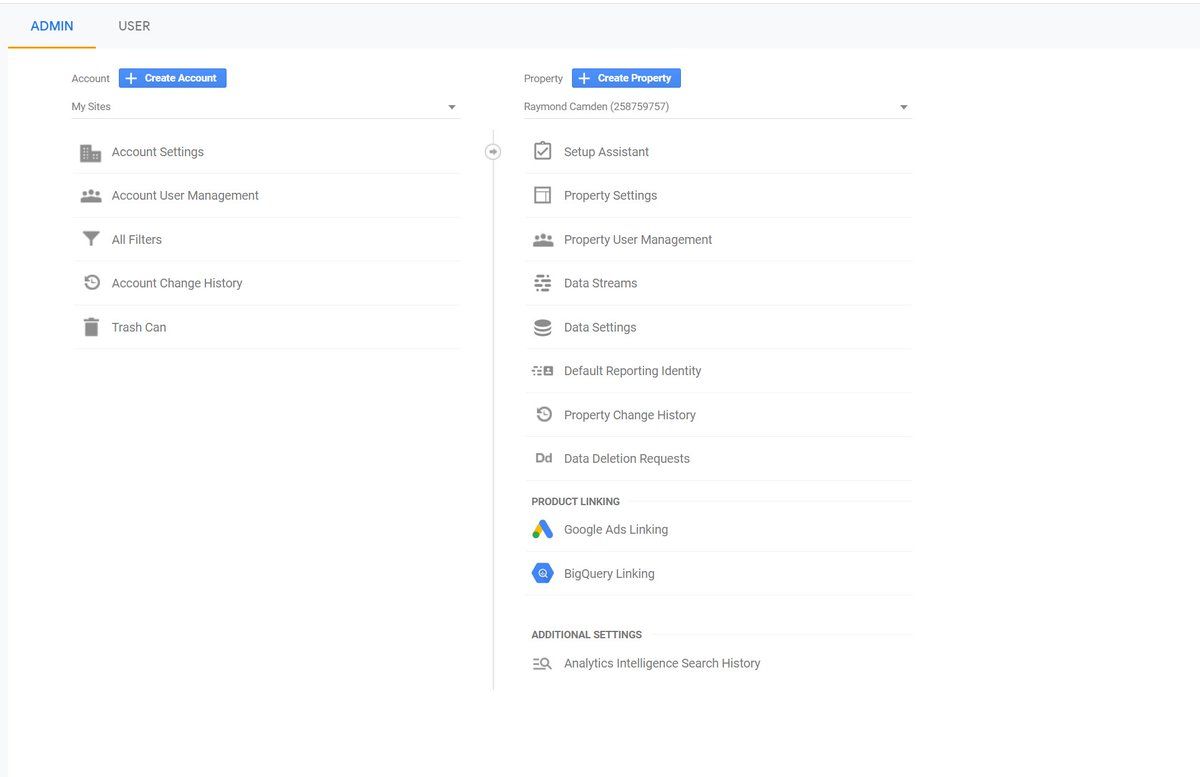 ADMIN USER
Account Create Account
My Sites
Account Settings
Account User Management
All Filters
Account Change History
Trash Can
Property Create Property
Raymond Camden (258759757)
Setup Assistant
Property Settings
Property User Management
Data Streams
Data Settings
Default Reporting Identity
Property Change History
Dd Data Deletion Requests
PRODUCT LINKING
Google Ads Linking
BigQuery Linking
ADDITIONAL SETTINGS
Analytics Intelligence Search History